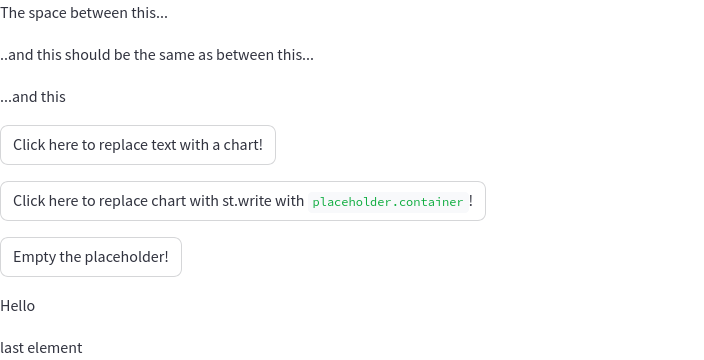 The space between this...
..and this should be the same as between this...
...and this
Click here to replace text with a chart!
Click here to replace chart with st.write with placeholder.container !
Empty the placeholder!
Hello
last element